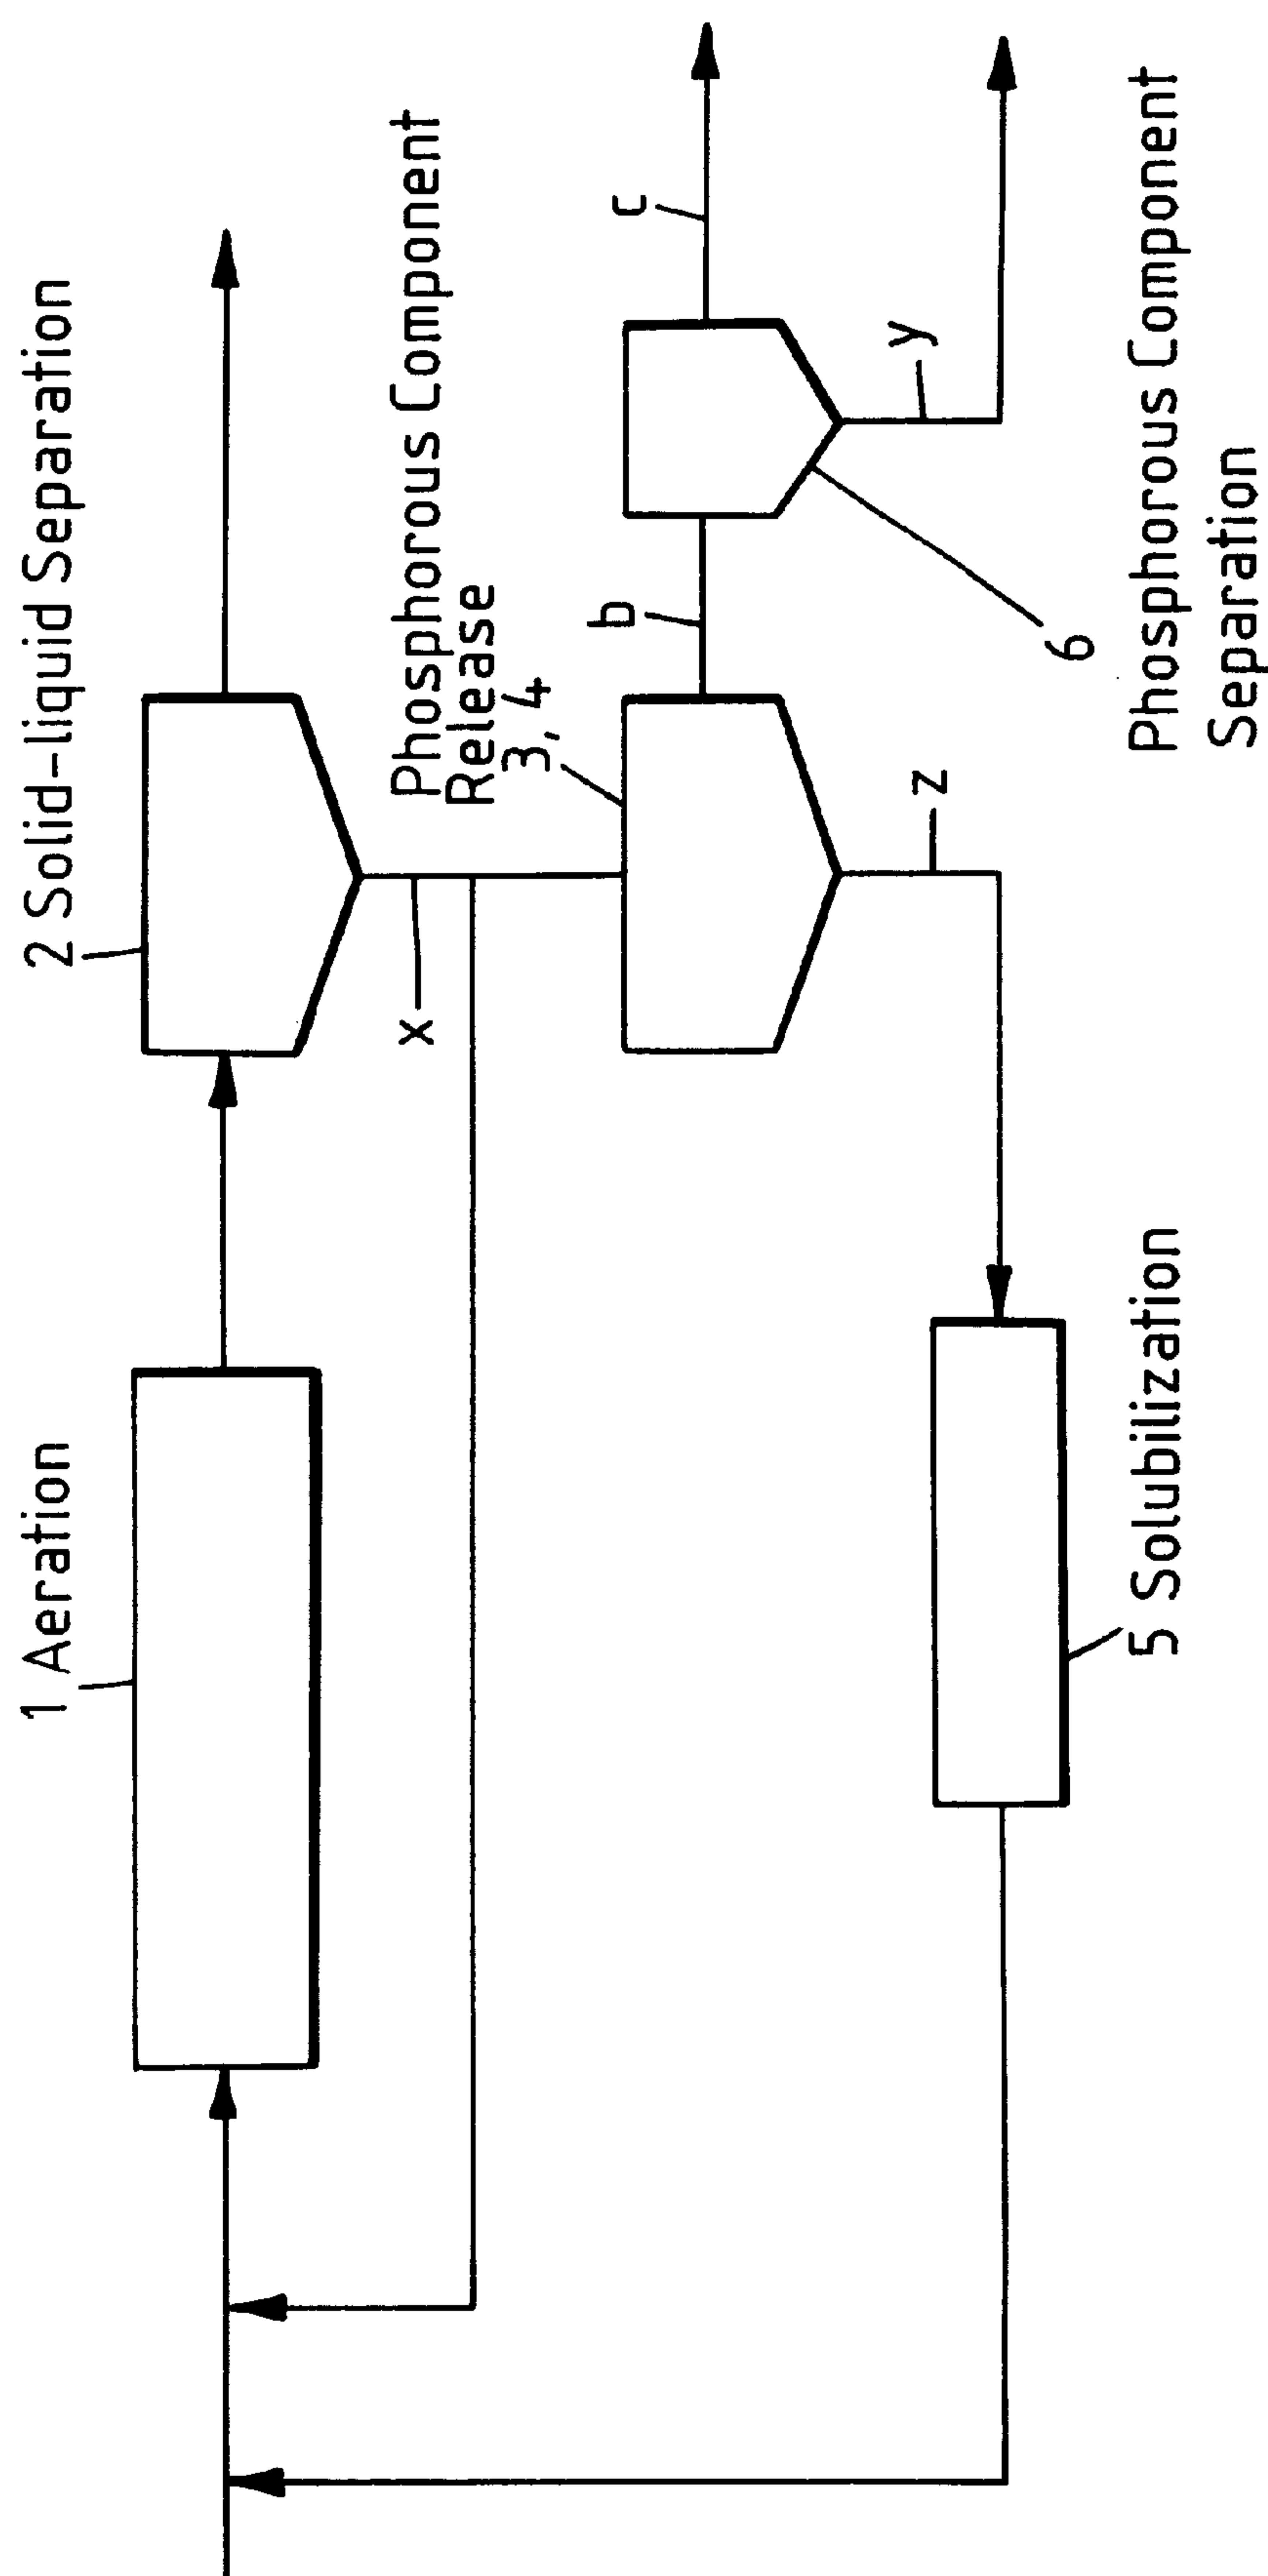 1 Aeration
2 Solid-liquid Separation
x
Phosphorous Component
Release
3, 4
b
c
y
z
6
5 Solubilization
Phosphorous Component
Separation